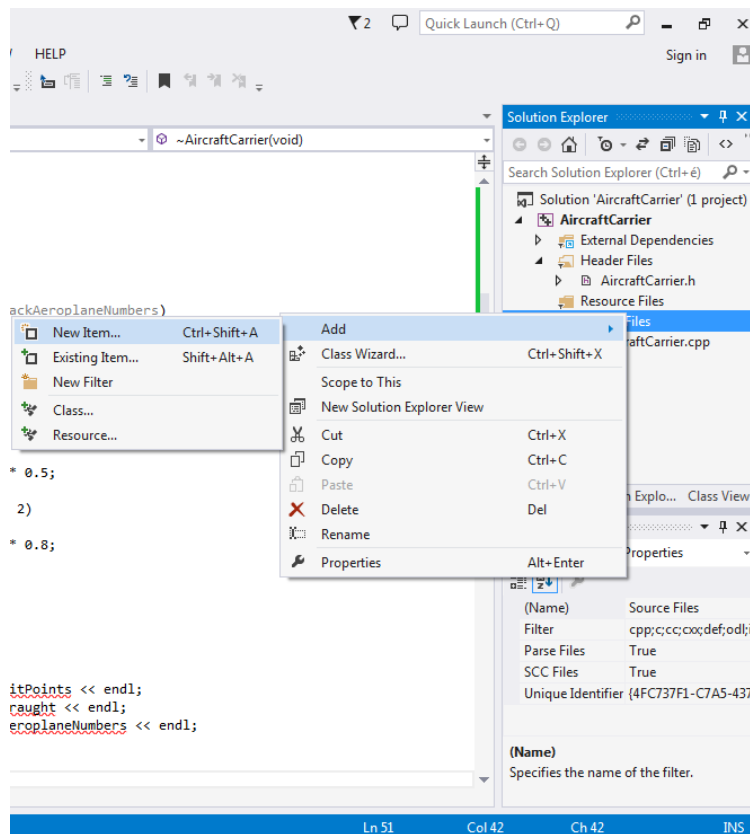 2
Quick Launch (Ctrl+Q)
HELP
Sign in
~AircraftCarrier(void)
Solution Explorer
Search Solution Explorer (Ctrl+é)
Solution 'AircraftCarrier' (1 project)
AircraftCarrier
External Dependencies
Header Files
AircraftCarrier.h
Resource Files
Files
aftCarrier.cpp
ackAeroplaneNumbers)
New Item... Ctrl+Shift+A
Existing Item... Shift+Alt+A
New Filter
Class...
Resource...
Add
Class Wizard... Ctrl+Shift+X
Scope to This
New Solution Explorer View
Cut Ctrl+X
Copy Ctrl+C
Paste Ctrl+V
Delete Del
Rename
Properties Alt+Enter
* 0.5;
2)
* 0.8;
n Explo... Class View
Properties
(Name) Source Files
Filter cpp;c;cc;cxx;def;odl;i
Parse Files True
SCC Files True
Unique Identifier {4FC737F1-C7A5-437
(Name)
Specifies the name of the filter.
itPoints << endl;
raught << endl;
eroplaneNumbers << endl;
Ln 51 Col 42 Ch 42 INS